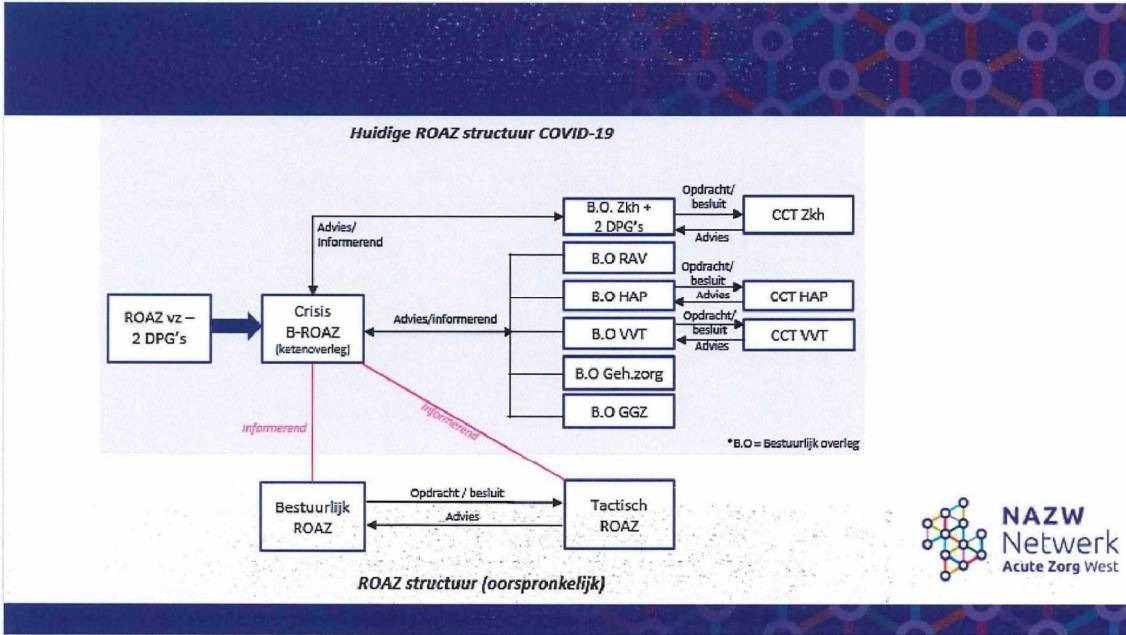 Huidige ROAZ structuur COVID-19
B.O. Zkh +
2 DPG's
Opdracht/
besluit
Advies
CCT Zkh
Advies/
Informerend
B.O RAV
B.O HAP
Opdracht/
besluit
Advies
CCT HAP
ROAZ vz –
2 DPG's
Crisis
B-ROAZ
(ketenoverleg)
Advies/informerend
B.O VVT
Opdracht/
besluit
Advies
CCT VVT
B.O Geh.zorg
B.O GGZ
Informerend
Informerend
*B.O = Bestuurlijk overleg
Bestuurlijk
ROAZ
Opdracht / besluit
Advies
Tactisch
ROAZ
ROAZ structuur (oorspronkelijk)
NAZW
Netwerk
Acute Zorg West